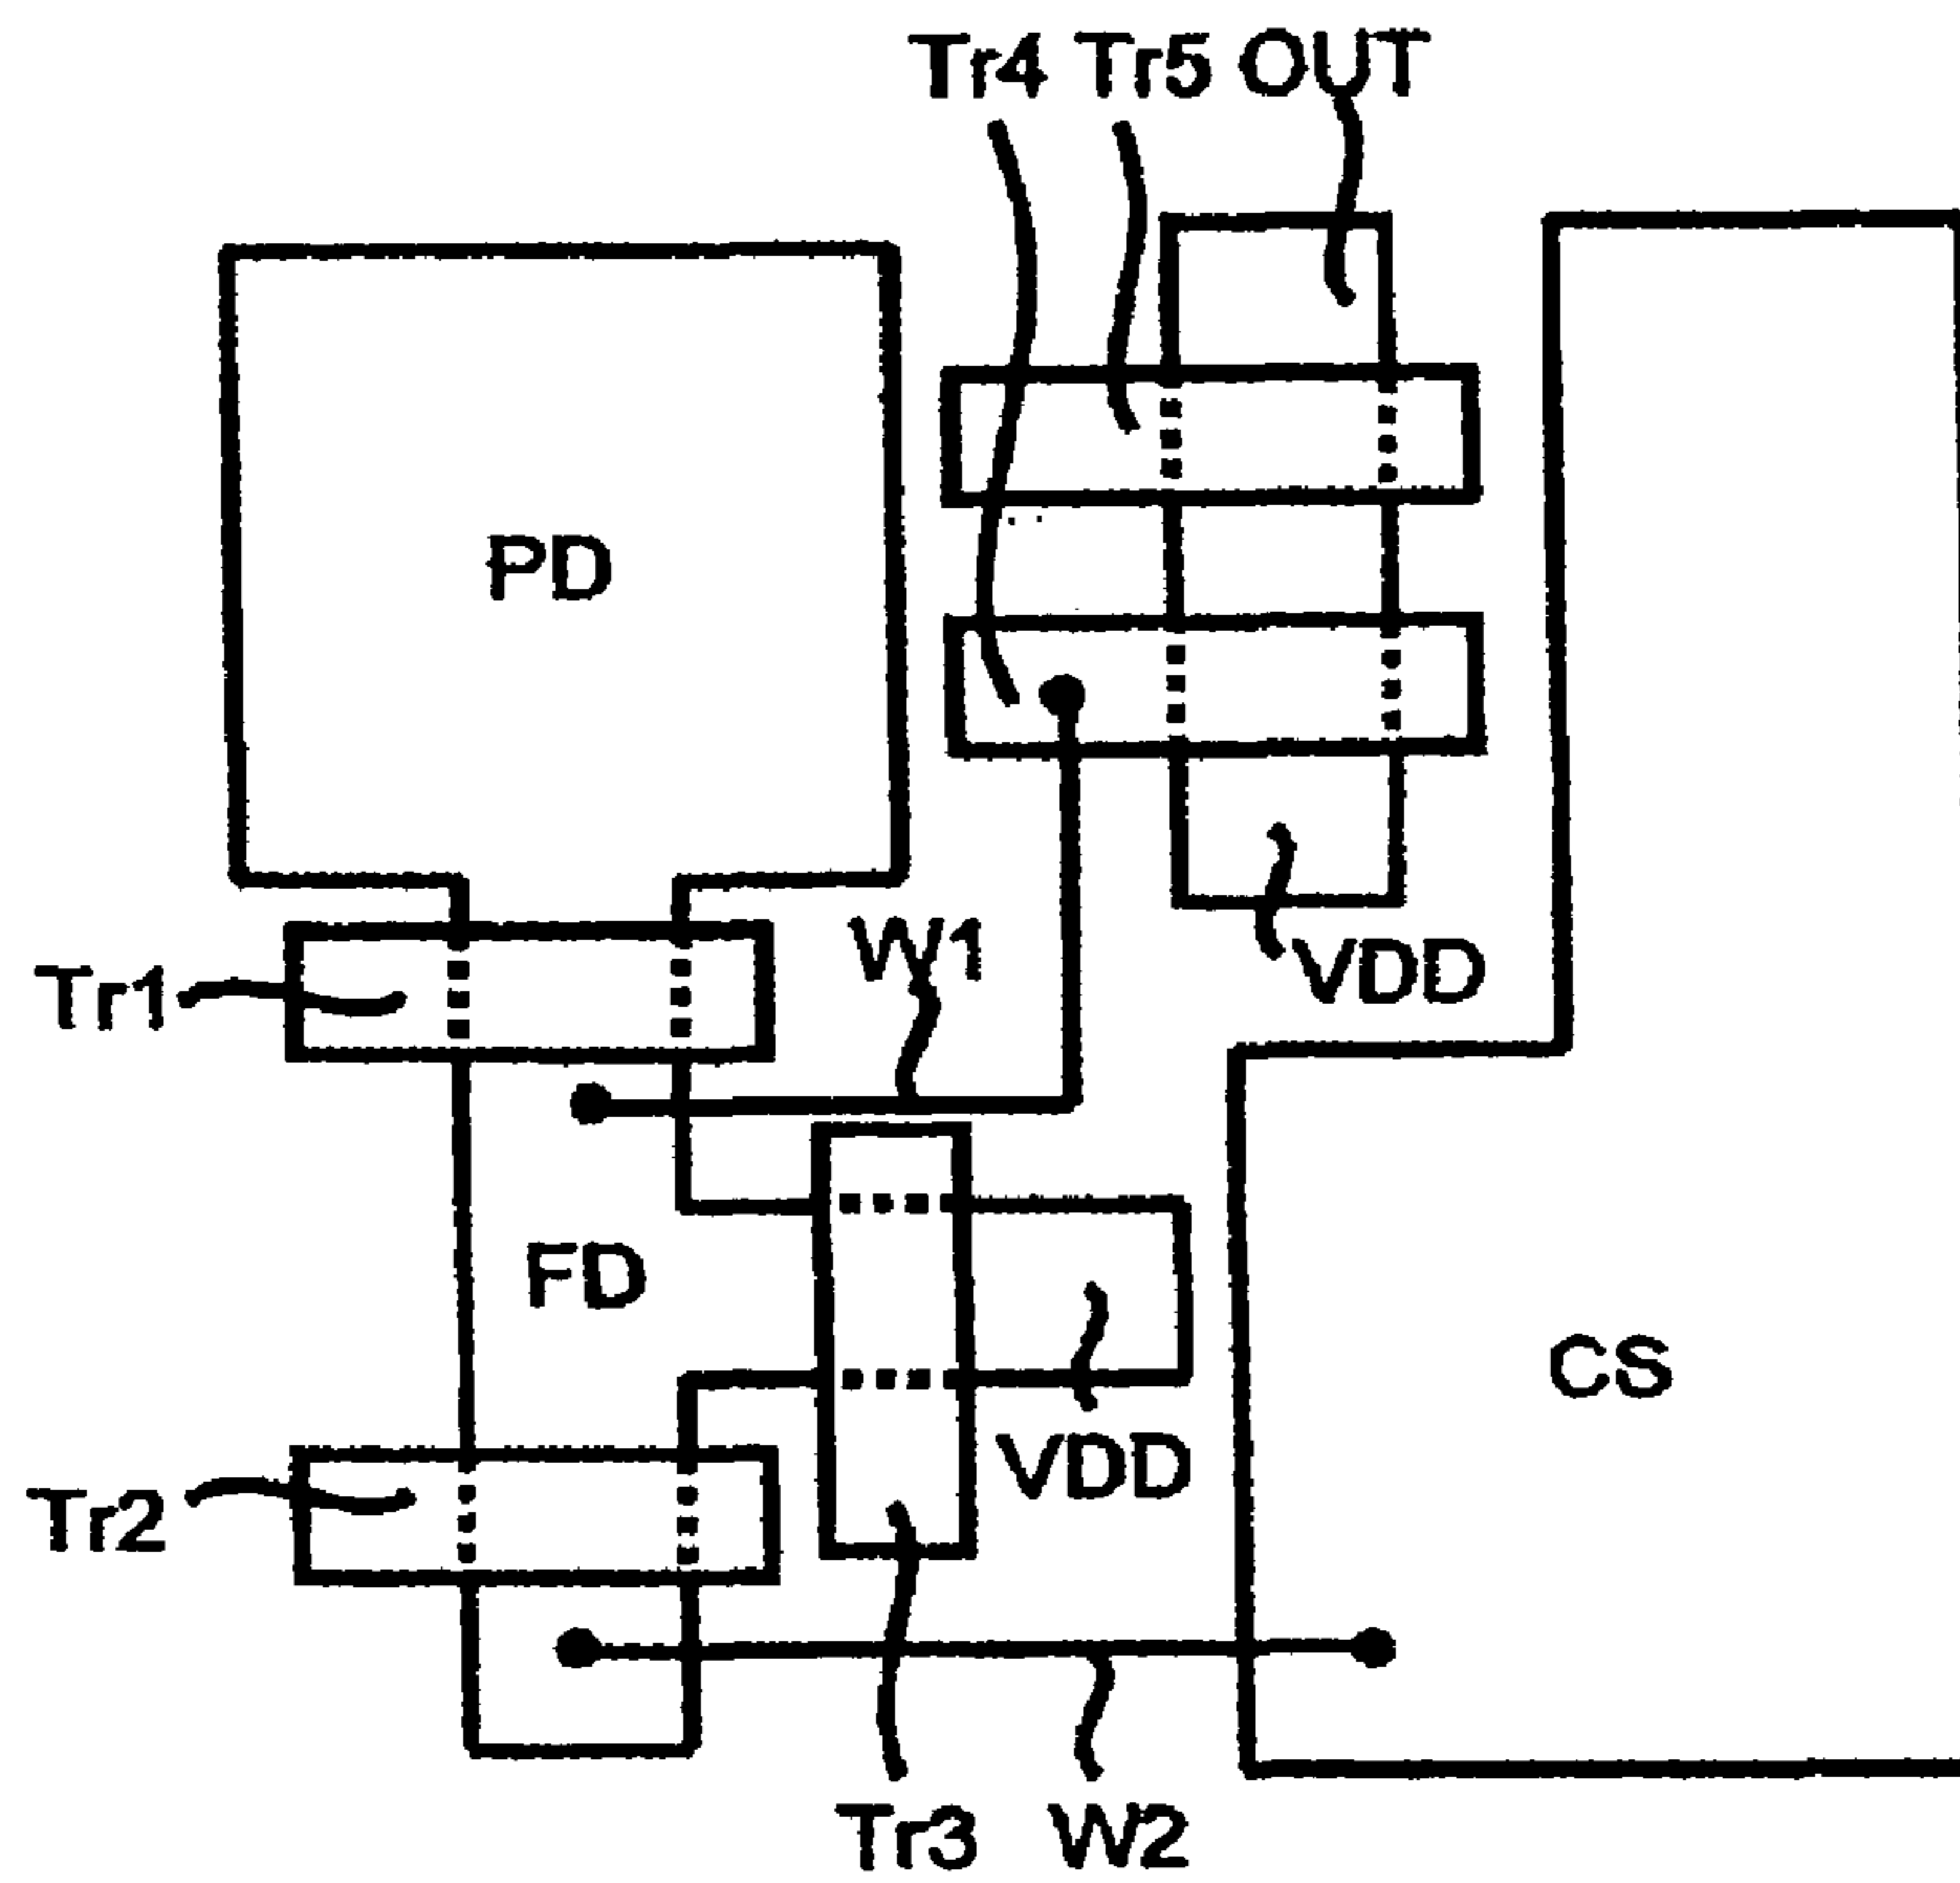 Tr4 Tr5 OUT
PD
W1
VDD
Tr1
FD
CS
VDD
Tr2
Tr3 W2